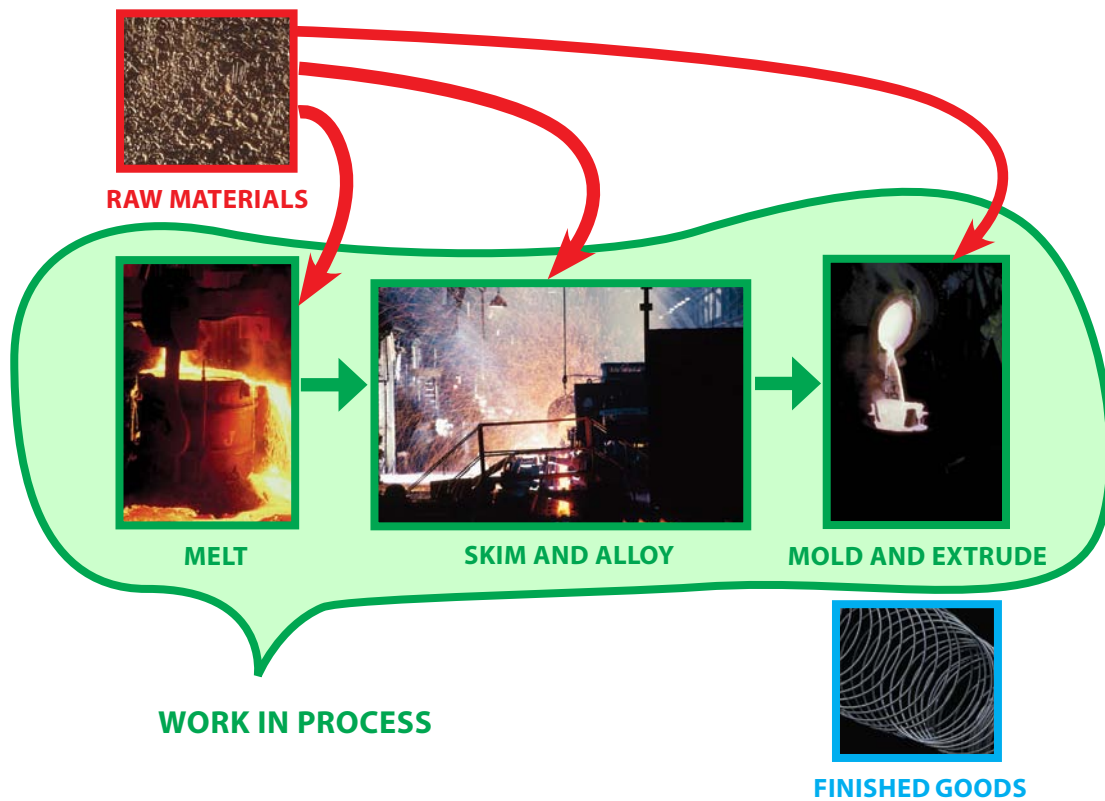 RAW MATERIALS
MELT
SKIM AND ALLOY
MOLD AND EXTRUDE
WORK IN PROCESS
FINISHED GOODS